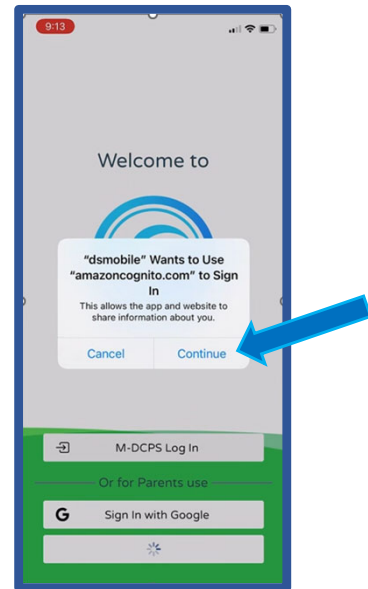 9:13
Welcome to
"dsmobile" Wants to Use
"amazoncognito.com" to Sign
In
This allows the app and website to
share information about you.
Cancel Continue
M-DCPS Log In
Or for Parents use
G Sign In with Google